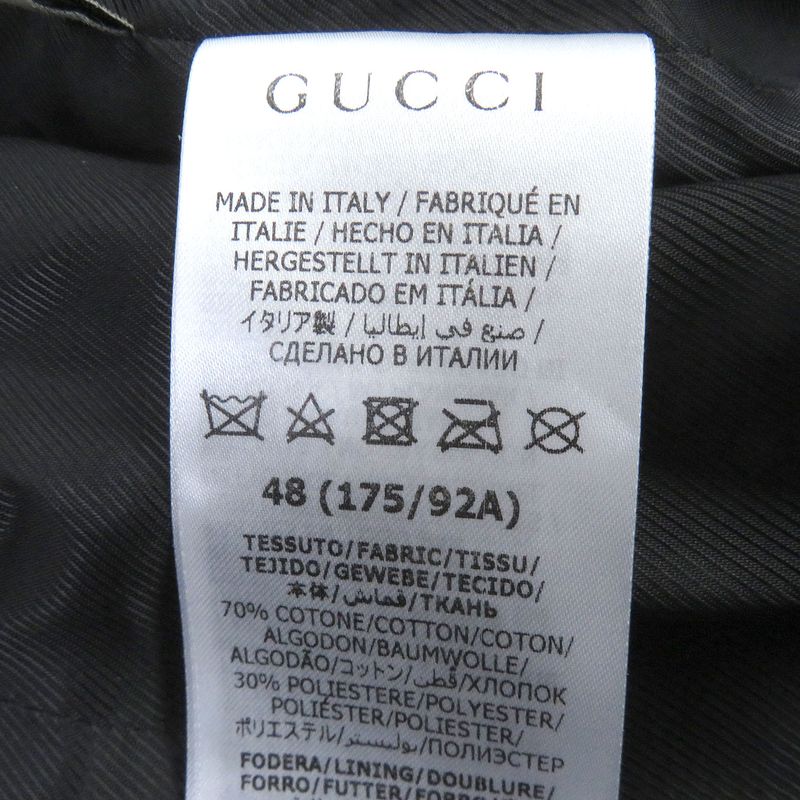 GUCCI
MADE IN ITALY / FABRIQUÉ EN
ITALIE / HECHO EN ITALIA /
HERGESTELLT IN ITALIEN /
FABRICADO EM ITÁLIA /
イタリア製 / صنع في إيطاليا /
СДЕЛАНО В ИТАЛИИ
48 (175/92A)
TESSUTO/FABRIC/TISSU/
TEJIDO/GEWEBE/TECIDO/
本体/قماش/ТКАНЬ
70% COTONE/COTTON/COTON/
ALGODON/BAUMWOLLE/
ALGODÃO/コットン/قطن/ХЛОПОК
30% POLIESTERE/POLYESTER/
POLIÉSTER/POLIESTER/
ポリエステル/بوليستر/ПОЛИЭСТЕР
FODERA/LINING/DOUBLURE/
FORRO/FUTTER/FORRO/